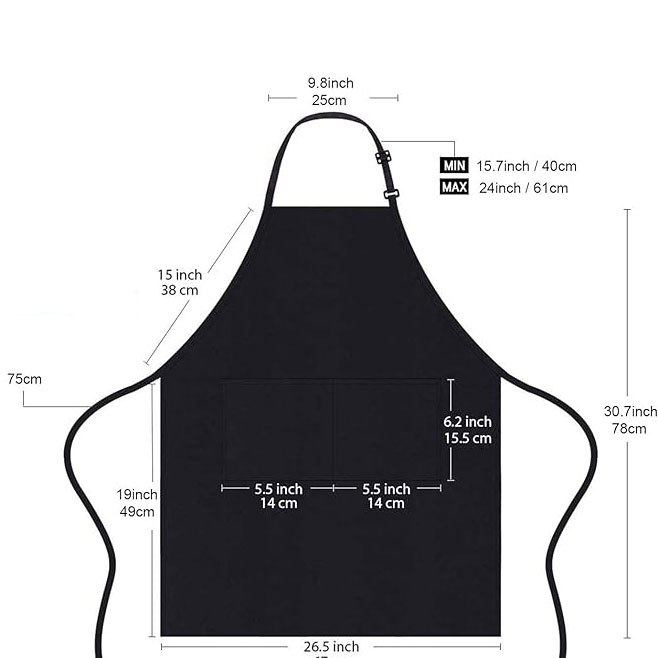 9.8inch
25cm
MIN 15.7inch / 40cm
MAX 24inch / 61cm
15 inch
38 cm
75cm
6.2 inch
15.5 cm
30.7inch
78cm
5.5 inch 5.5 inch
14 cm 14 cm
19inch
49cm
26.5 inch